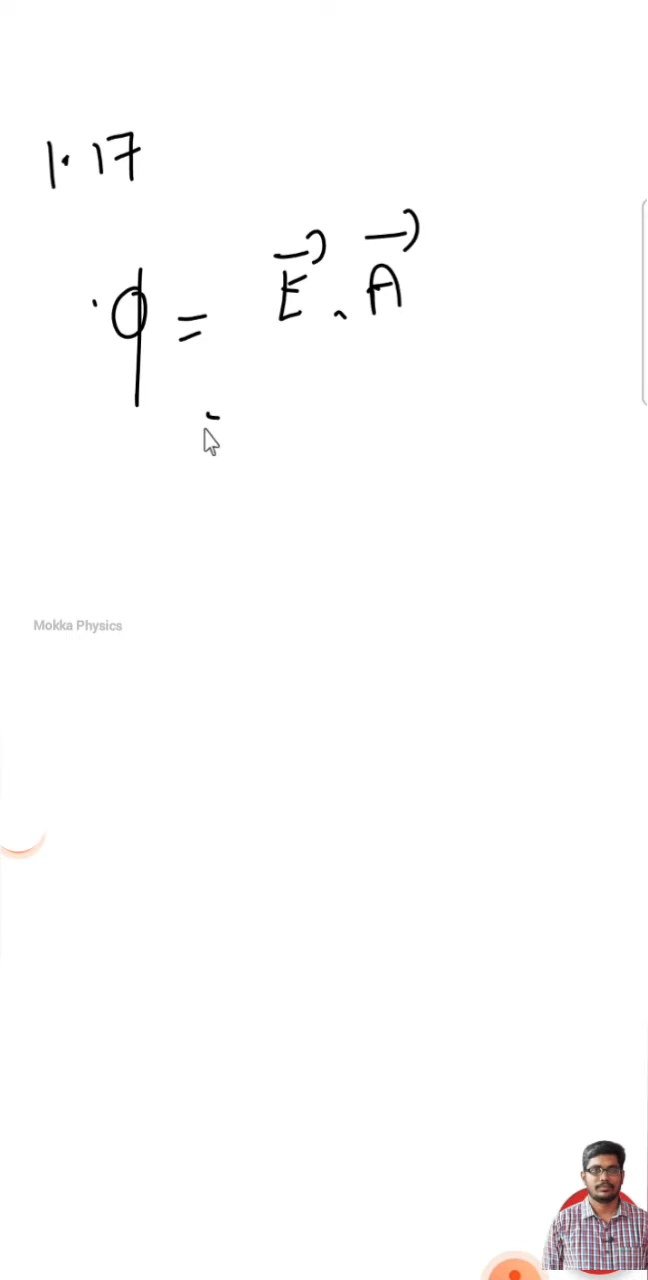 1.17
φ = E⃗ . A⃗
Mokka Physics